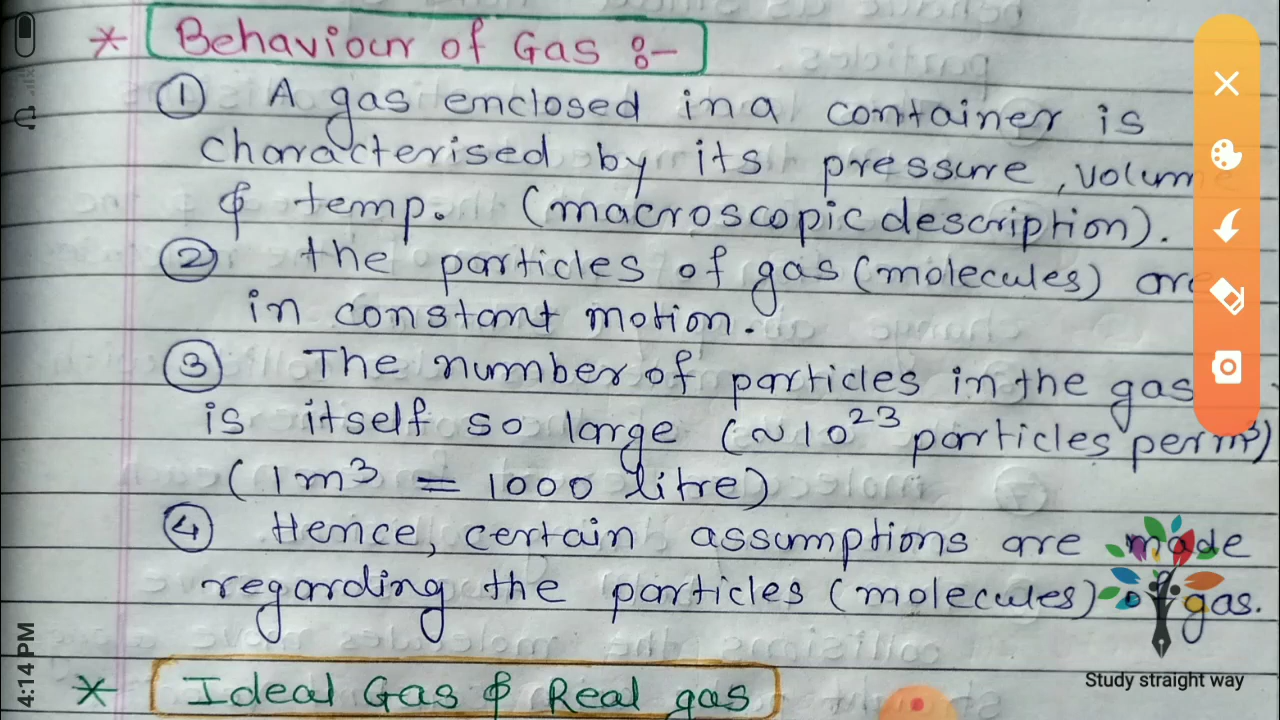 * Behaviour of Gas :-
① A gas enclosed in a container is
characterised by its pressure, volume
& temp. (macroscopic description).
② the particles of gas (molecules) are
in constant motion.
③ The number of particles in the gas
is itself so large (~10²³ particles per m³)
(1m³ = 1000 litre)
④ Hence, certain assumptions are made
regarding the particles (molecules) of gas.
Study straight way
* Ideal Gas & Real gas
4:14 PM